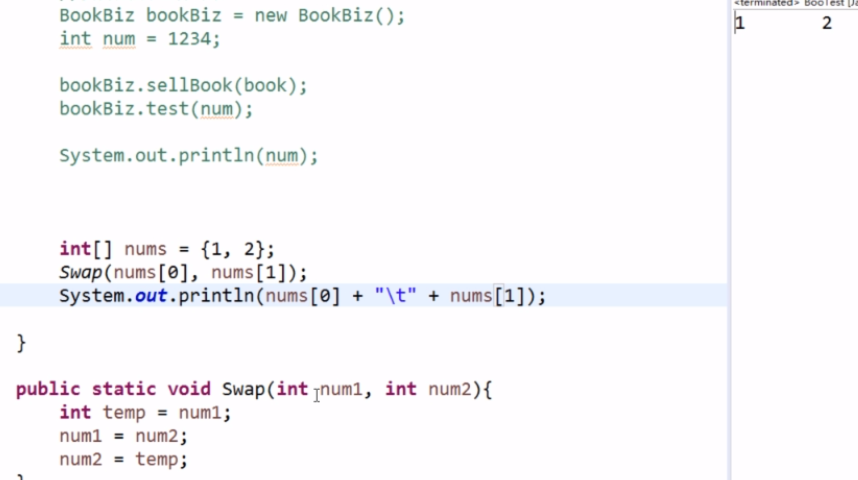 BookBiz bookBiz = new BookBiz();
int num = 1234;
bookBiz.sellBook(book);
bookBiz.test(num);
System.out.println(num);
int[] nums = {1, 2};
Swap(nums[0], nums[1]);
System.out.println(nums[0] + "\t" + nums[1]);
}
public static void Swap(int num1, int num2){
int temp = num1;
num1 = num2;
num2 = temp;
<terminated> BooTest [Ja
1 2